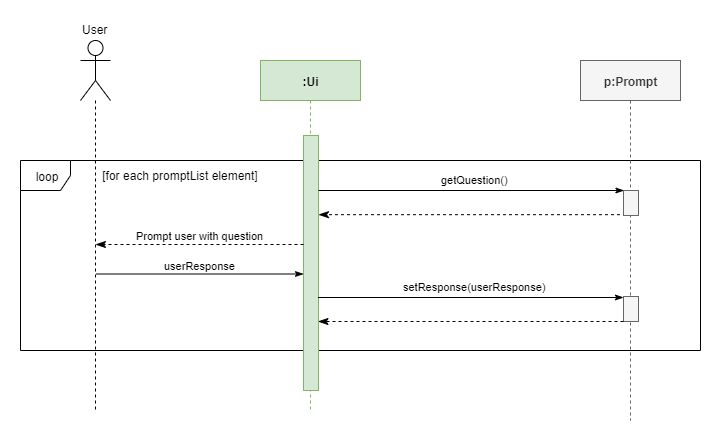 User
:Ui
p:Prompt
loop
[for each promptList element]
getQuestion()
Prompt user with question
userResponse
setResponse(userResponse)